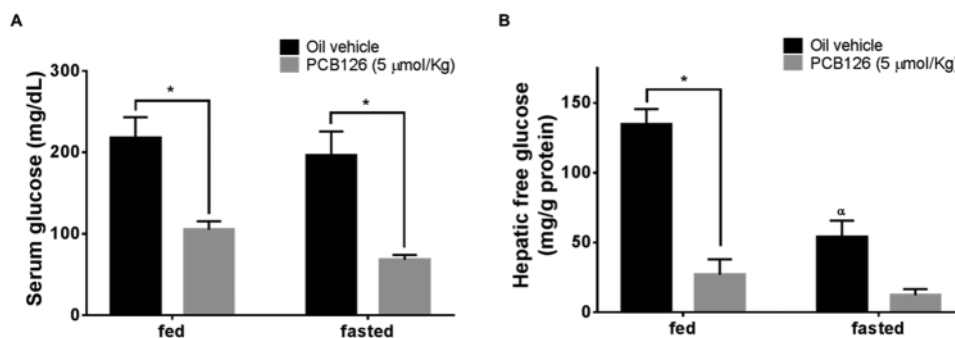 A
Oil vehicle
PCB126 (5 μmol/Kg)
Serum glucose (mg/dL)
300
200
100
0
*
*
fed
fasted
B
Oil vehicle
PCB126 (5 μmol/Kg)
Hepatic free glucose
(mg/g protein)
150
100
50
0
*
α
fed
fasted